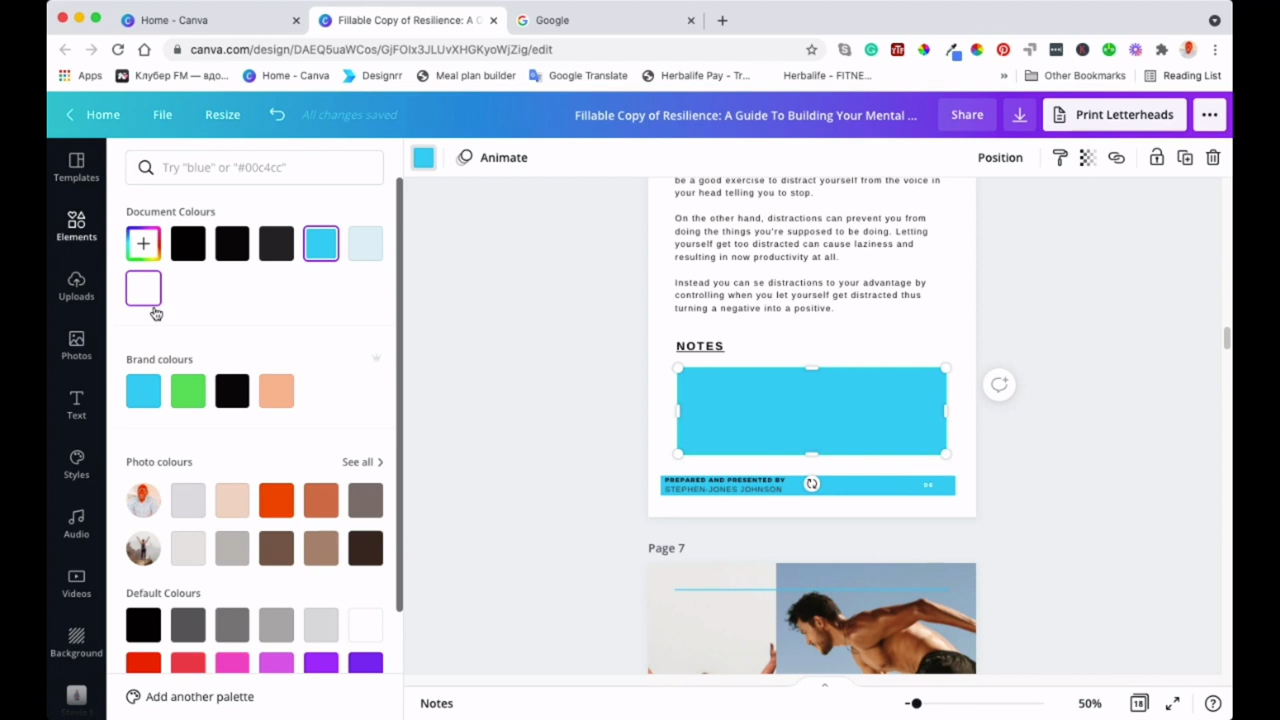 Home - Canva
Fillable Copy of Resilience: A G
Google
canva.com/design/DAEQ5uaWCos/GjFOIx3JLUvXHGKyoWjZig/edit
Apps
Клубер FM — вдо...
Home - Canva
Designrr
Meal plan builder
Google Translate
Herbalife Pay - Tr...
Herbalife - FITNE...
»
Other Bookmarks
Reading List
Home
File
Resize
All changes saved
Fillable Copy of Resilience: A Guide To Building Your Mental ...
Share
Print Letterheads
Templates
Elements
Uploads
Photos
Text
Styles
Audio
Videos
Background
Try "blue" or "#00c4cc"
Document Colours
Brand colours
Photo colours
See all
Default Colours
Add another palette
Animate
Position
be a good exercise to distract yourself from the voice in
your head telling you to stop.
On the other hand, distractions can prevent you from
doing the things you're supposed to be doing. Letting
yourself get too distracted can cause laziness and
resulting in now productivity at all.
Instead you can se distractions to your advantage by
controlling when you let yourself get distracted thus
turning a negative into a positive.
NOTES
PREPARED AND PRESENTED BY
STEPHEN-JONES JOHNSON
Page 7
Notes
50%
18